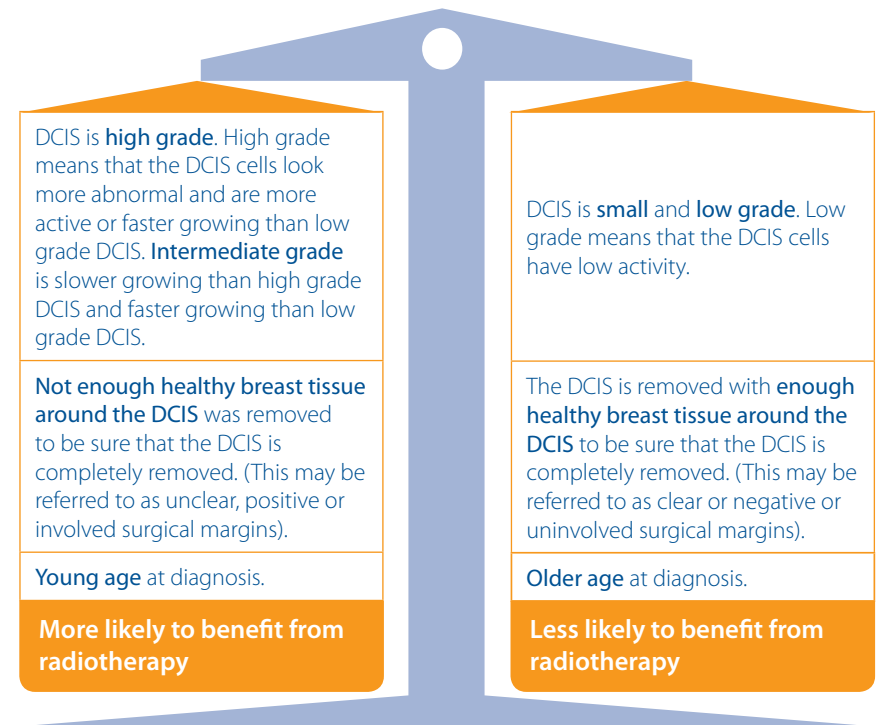 DCIS is high grade. High grade
means that the DCIS cells look
more abnormal and are more
active or faster growing than low
grade DCIS. Intermediate grade
is slower growing than high grade
DCIS and faster growing than low
grade DCIS.
Not enough healthy breast tissue
around the DCIS was removed
to be sure that the DCIS is
completely removed. (This may be
referred to as unclear, positive or
involved surgical margins).
Young age at diagnosis.
More likely to benefit from
radiotherapy
DCIS is small and low grade. Low
grade means that the DCIS cells
have low activity.
The DCIS is removed with enough
healthy breast tissue around the
DCIS to be sure that the DCIS is
completely removed. (This may be
referred to as clear or negative or
uninvolved surgical margins).
Older age at diagnosis.
Less likely to benefit from
radiotherapy